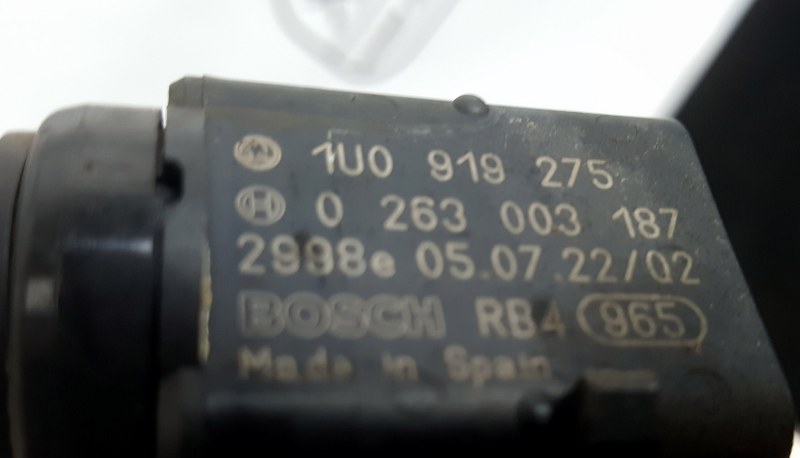 1U0 919 275
0 263 003 187
2998e 05.07.22/02
BOSCH RB4 965
Made in Spain